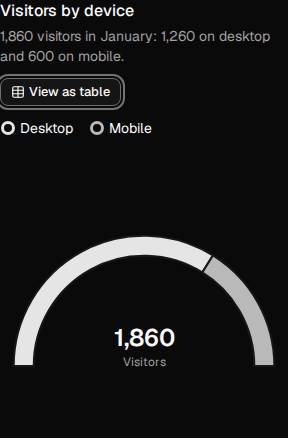 Visitors by device
1,860 visitors in January: 1,260 on desktop
and 600 on mobile.
View as table
Desktop Mobile
1,860
Visitors